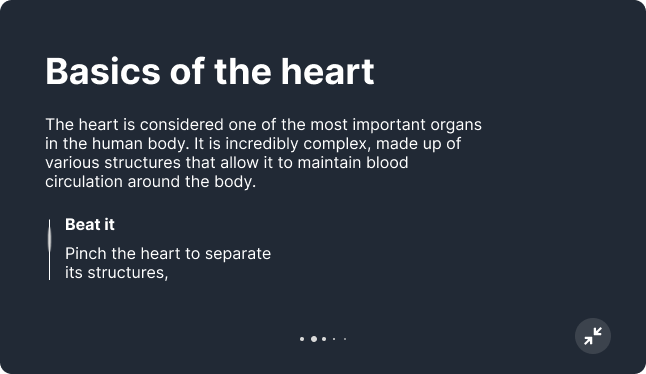 Basics of the heart
The heart is considered one of the most important organs
in the human body. It is incredibly complex, made up of
various structures that allow it to maintain blood
circulation around the body.
Beat it
Pinch the heart to separate
its structures,